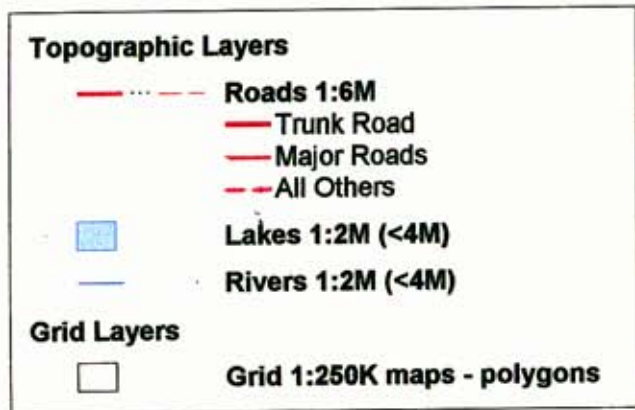 Topographic Layers
Roads 1:6M
Trunk Road
Major Roads
All Others
Lakes 1:2M (<4M)
Rivers 1:2M (<4M)
Grid Layers
Grid 1:250K maps - polygons